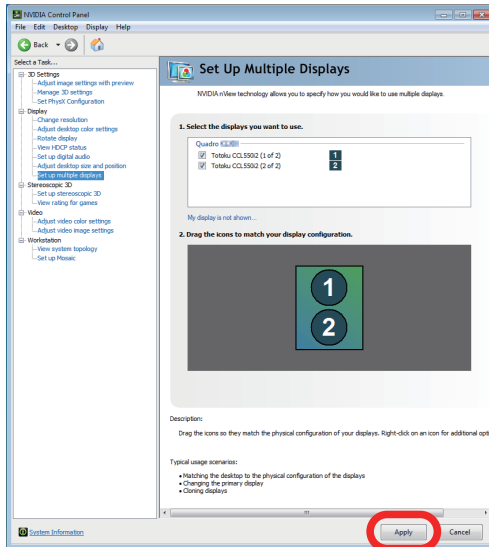 NVIDIA Control Panel
File Edit Desktop Display Help
Back
Select a Task...
3D Settings
Adjust image settings with preview
Manage 3D settings
Set PhysX Configuration
Display
Change resolution
Adjust desktop color settings
Rotate display
View HDCP status
Set up digital audio
Adjust desktop size and position
Set up multiple displays
Stereoscopic 3D
Set up stereoscopic 3D
View rating for games
Video
Adjust video color settings
Adjust video image settings
Workstation
View system topology
Set up Mosaic
System Information
Set Up Multiple Displays
NVIDIA nView technology allows you to specify how you would like to use multiple displays.
1. Select the displays you want to use.
Quadro
Totoku CCL550i2 (1 of 2) 1
Totoku CCL550i2 (2 of 2) 2
My display is not shown...
2. Drag the icons to match your display configuration.
1
2
Description:
Drag the icons so they match the physical configuration of your displays. Right-click on an icon for additional opti
Typical usage scenarios:
• Matching the desktop to the physical configuration of the displays
• Changing the primary display
• Cloning displays
Apply Cancel